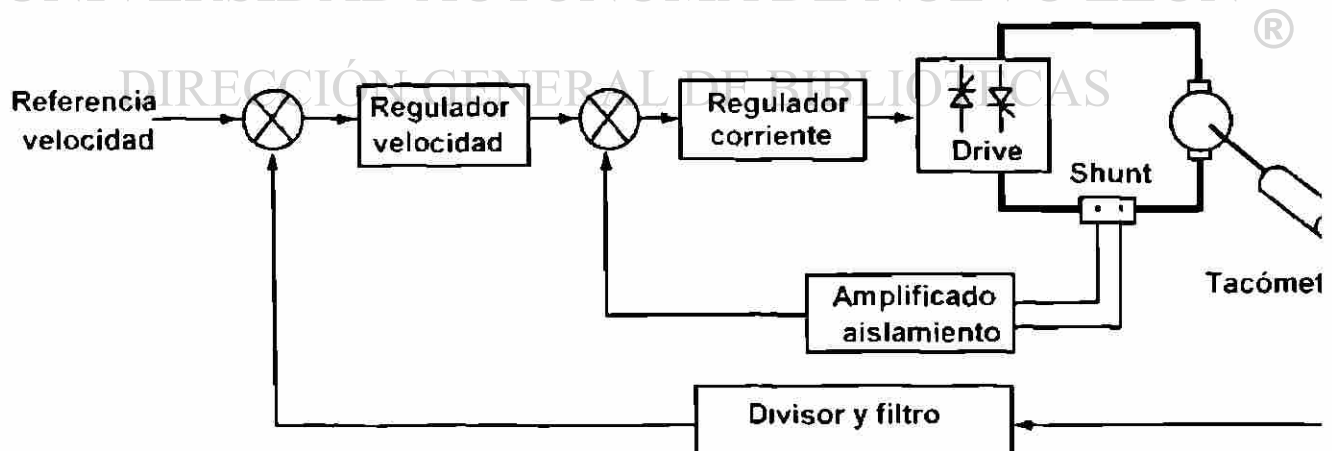 DIRECCIÓN GENERAL DE BIBLIOTECAS
®
Referencia
velocidad
Regulador
velocidad
Regulador
corriente
Drive
Shunt
Amplificado
aislamiento
Tacómet
Divisor y filtro